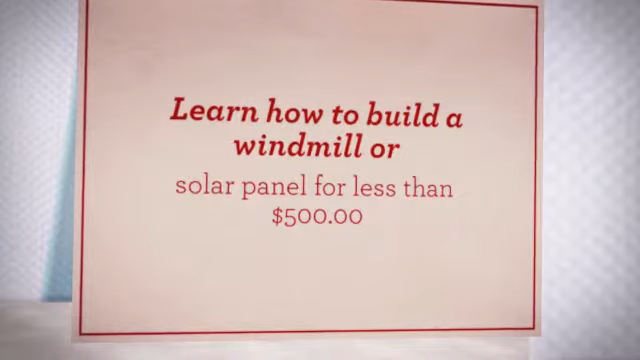 Learn how to build a
windmill or
solar panel for less than
$500.00